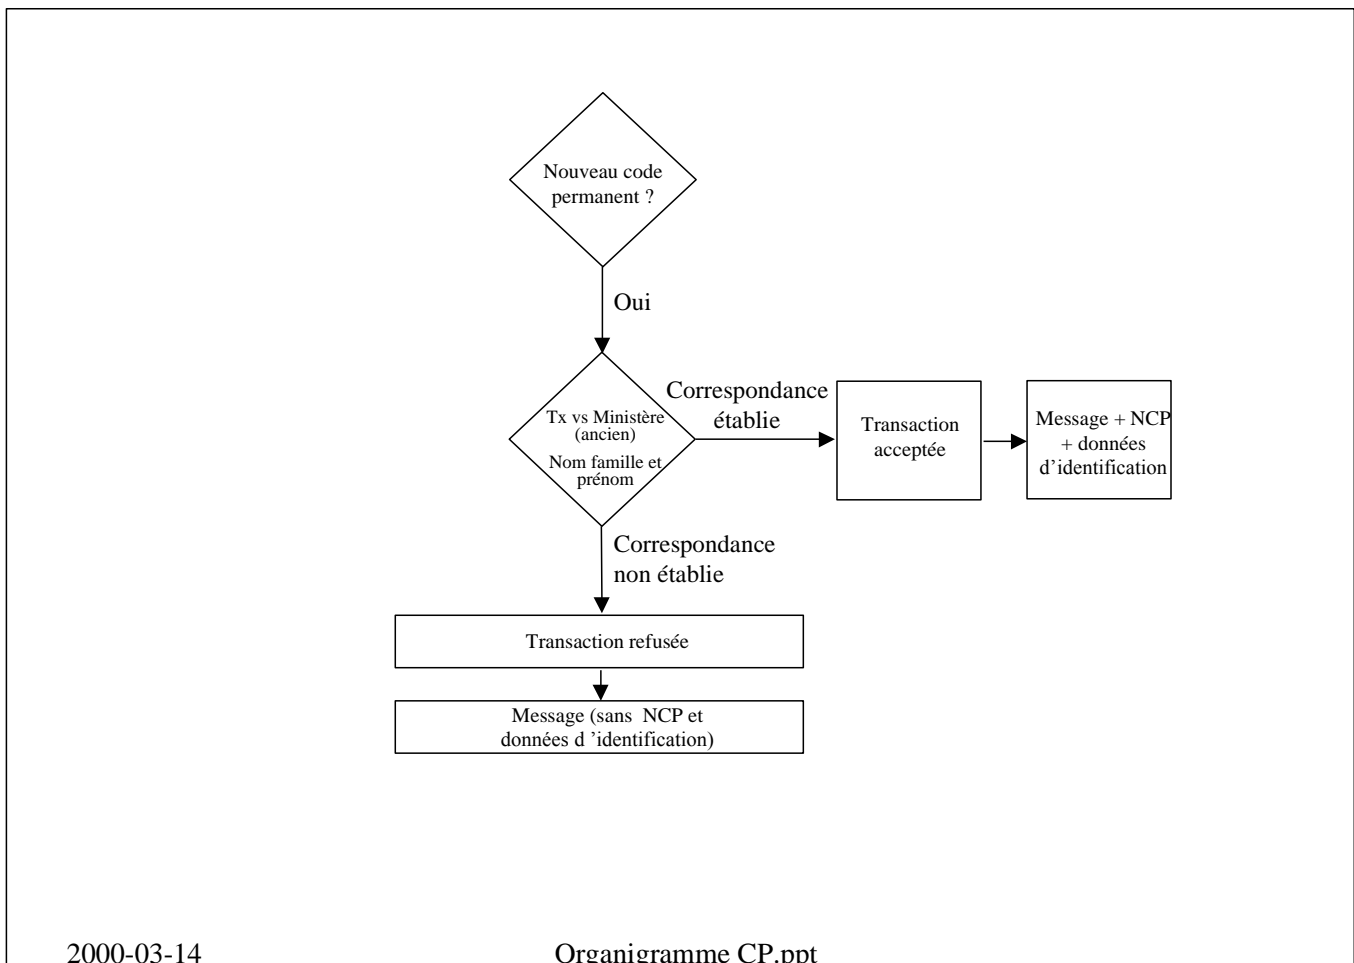 Nouveau code
permanent ?
Oui
Tx vs Ministère
(ancien)
Nom famille et
prénom
Correspondance
établie
Transaction
acceptée
Message + NCP
+ données
d’identification
Correspondance
non établie
Transaction refusée
Message (sans  NCP et
données d ’identification)
2000-03-14
Organigramme CP.ppt